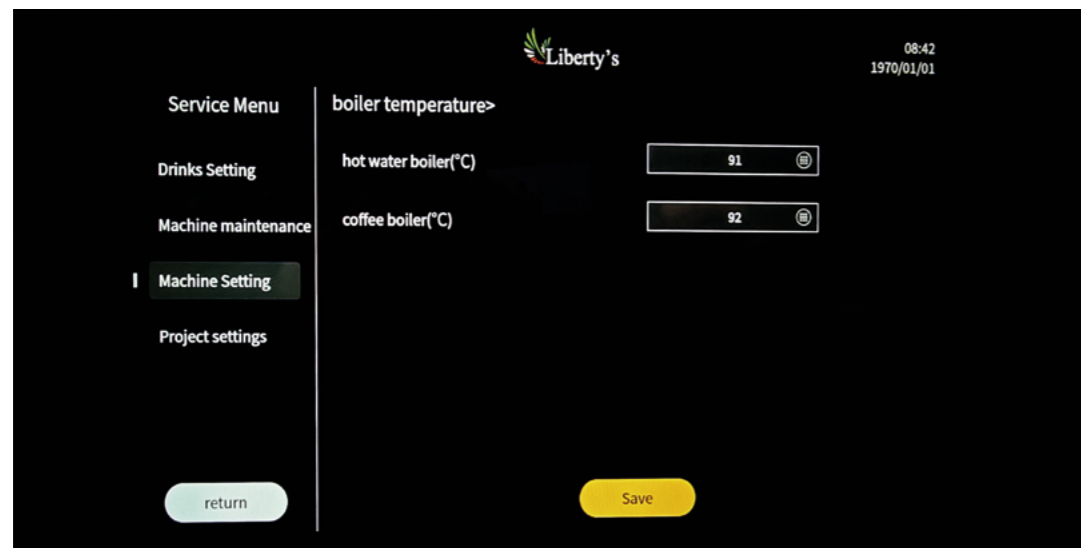 Liberty's
08:42
1970/01/01
Service Menu
boiler temperature>
Drinks Setting
hot water boiler(°C)
91
Machine maintenance
coffee boiler(°C)
92
Machine Setting
Project settings
return
Save